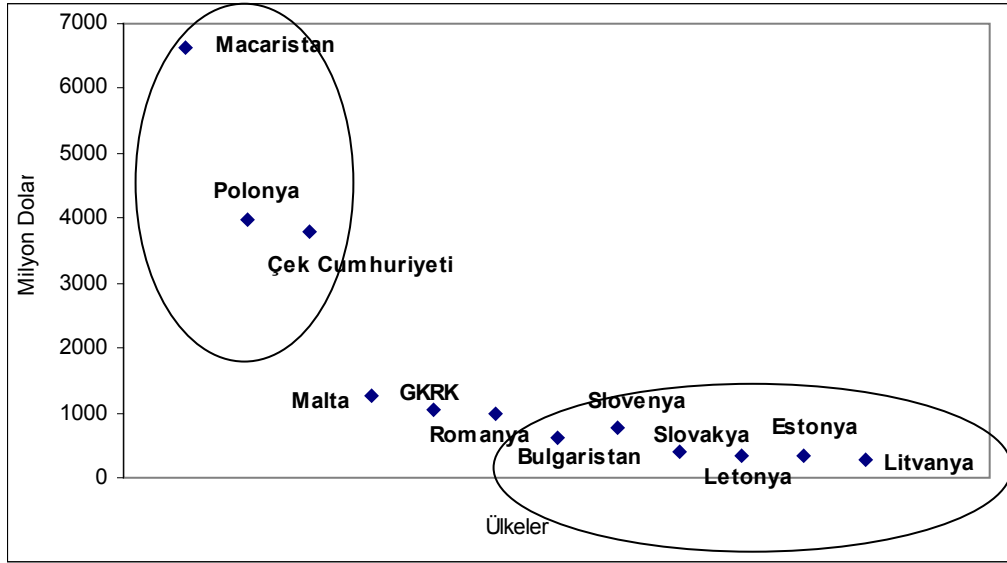 7000
6000
5000
4000
3000
2000
1000
0
Milyon Dolar
Macaristan
Polonya
Çek Cumhuriyeti
Malta
GKRK
Romanya
Bulgaristan
Slovenya
Slovakya
Letonya
Estonya
Litvanya
Ülkeler